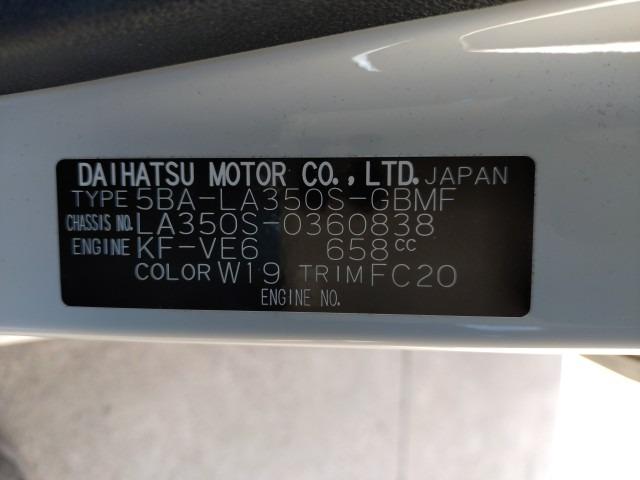 DAIHATSU MOTOR CO.,LTD. JAPAN
TYPE 5BA-LA350S-GBMF
CHASSIS NO. LA350S-0360838
ENGINE KF-VE6 658cc
COLOR W19 TRIM FC20
ENGINE NO.